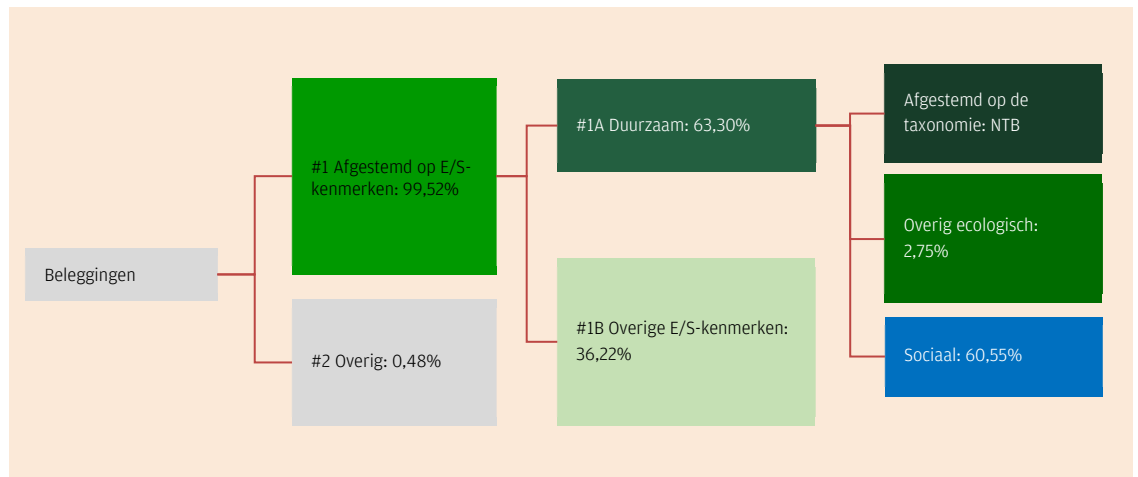 Beleggingen
#1 Afgestemd op E/S-
kenmerken: 99,52%
#2 Overig: 0,48%
#1A Duurzaam: 63,30%
#1B Overige E/S-kenmerken:
36,22%
Afgestemd op de
taxonomie: NTB
Overig ecologisch:
2,75%
Sociaal: 60,55%